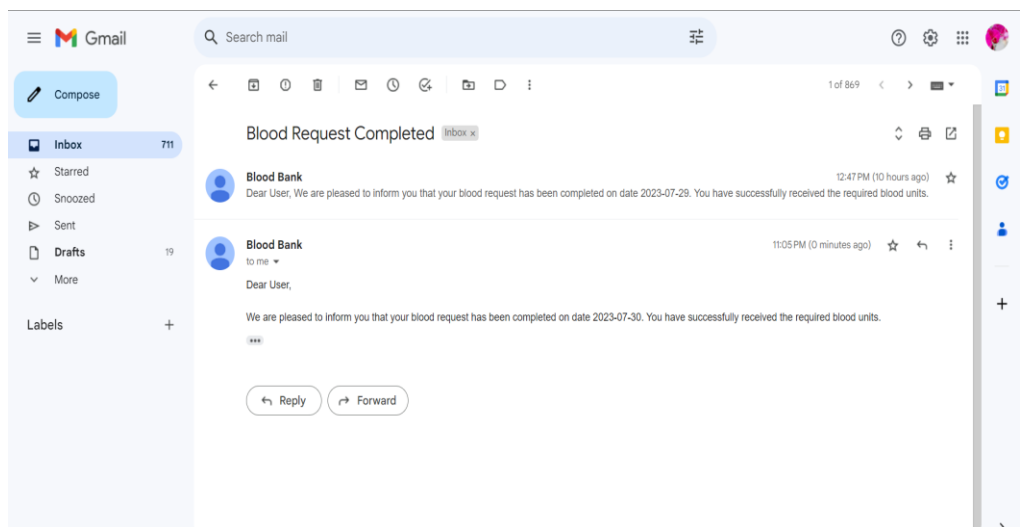 Gmail
Search mail
Compose
1 of 869
Inbox 711
Starred
Snoozed
Sent
Drafts 19
More
Labels
Blood Request Completed Inbox x
Blood Bank 12:47 PM (10 hours ago)
Dear User, We are pleased to inform you that your blood request has been completed on date 2023-07-29. You have successfully received the required blood units.
Blood Bank 11:05 PM (0 minutes ago)
to me
Dear User,
We are pleased to inform you that your blood request has been completed on date 2023-07-30. You have successfully received the required blood units.
Reply Forward
31